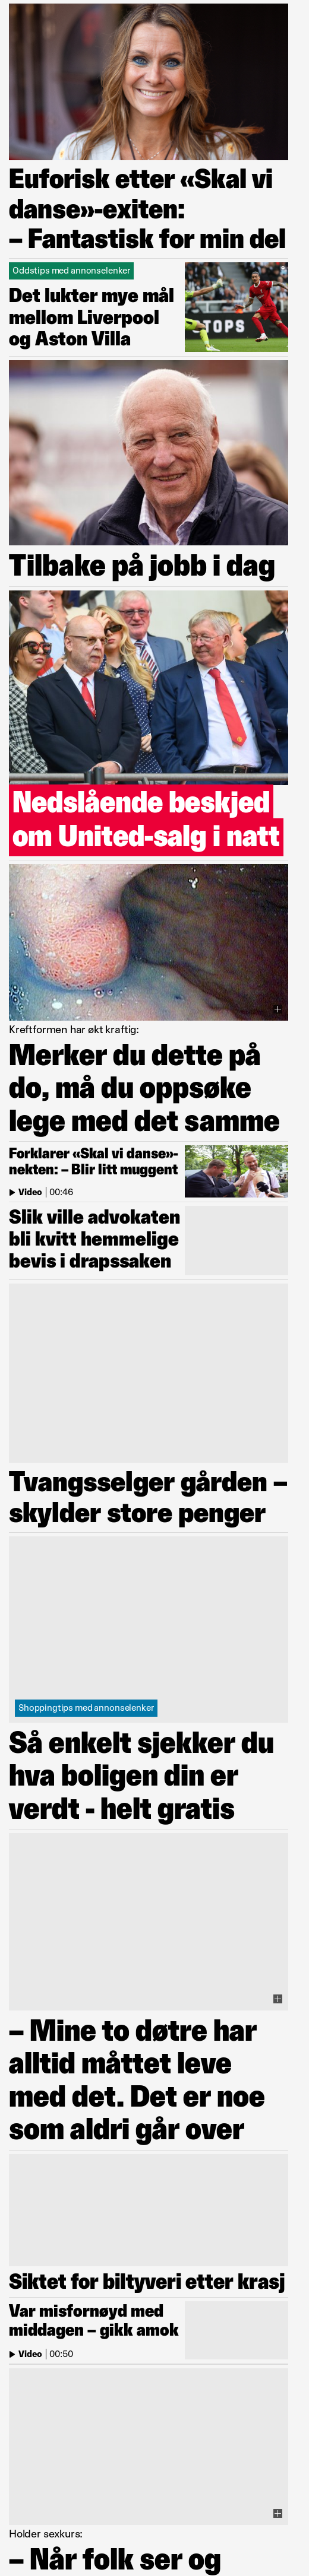 Euforisk etter «Skal vi
danse»-exiten:
– Fantastisk for min del
Oddstips med annonselenker
Det lukter mye mål
mellom Liverpool
og Aston Villa
TOPS
Tilbake på jobb i dag
Nedslående beskjed
om United-salg i natt
Kreftformen har økt kraftig:
Merker du dette på
do, må du oppsøke
lege med det samme
Forklarer «Skal vi danse»-
nekten: – Blir litt muggent
Video | 00:46
Slik ville advokaten
bli kvitt hemmelige
bevis i drapssaken
Tvangsselger gården –
skylder store penger
Shoppingtips med annonselenker
Så enkelt sjekker du
hva boligen din er
verdt - helt gratis
– Mine to døtre har
alltid måttet leve
med det. Det er noe
som aldri går over
Siktet for biltyveri etter krasj
Var misfornøyd med
middagen – gikk amok
Video | 00:50
Holder sexkurs:
– Når folk ser og